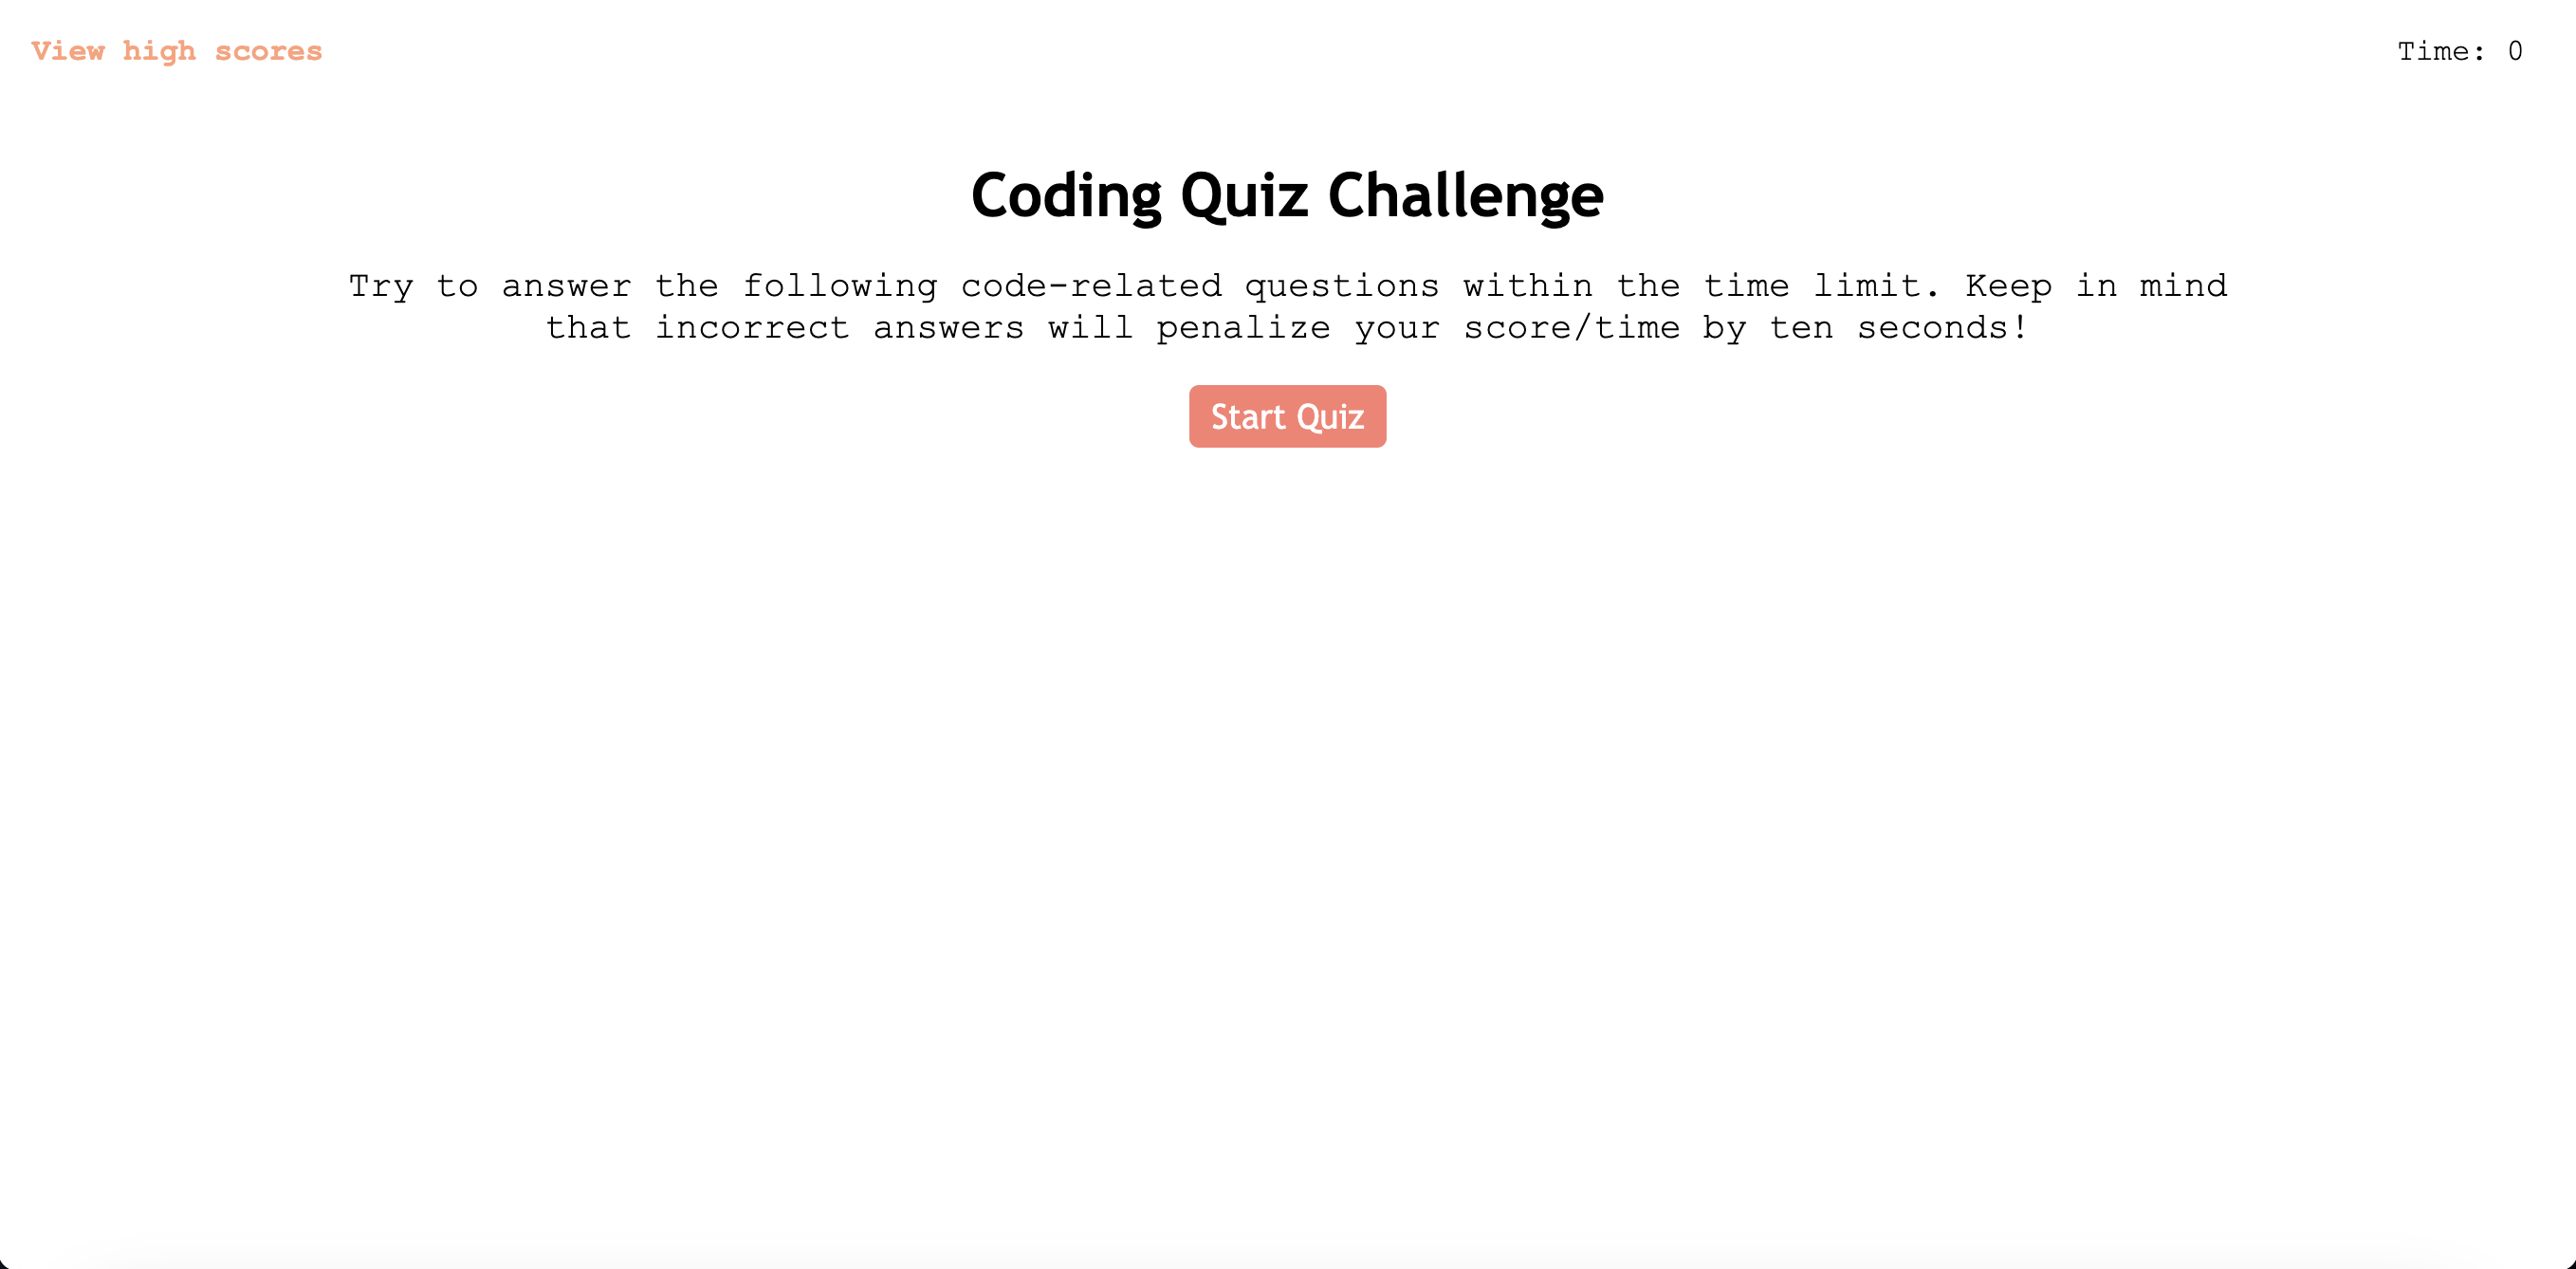 View high scores
Time: 0
Coding Quiz Challenge
Try to answer the following code-related questions within the time limit. Keep in mind
that incorrect answers will penalize your score/time by ten seconds!
Start Quiz